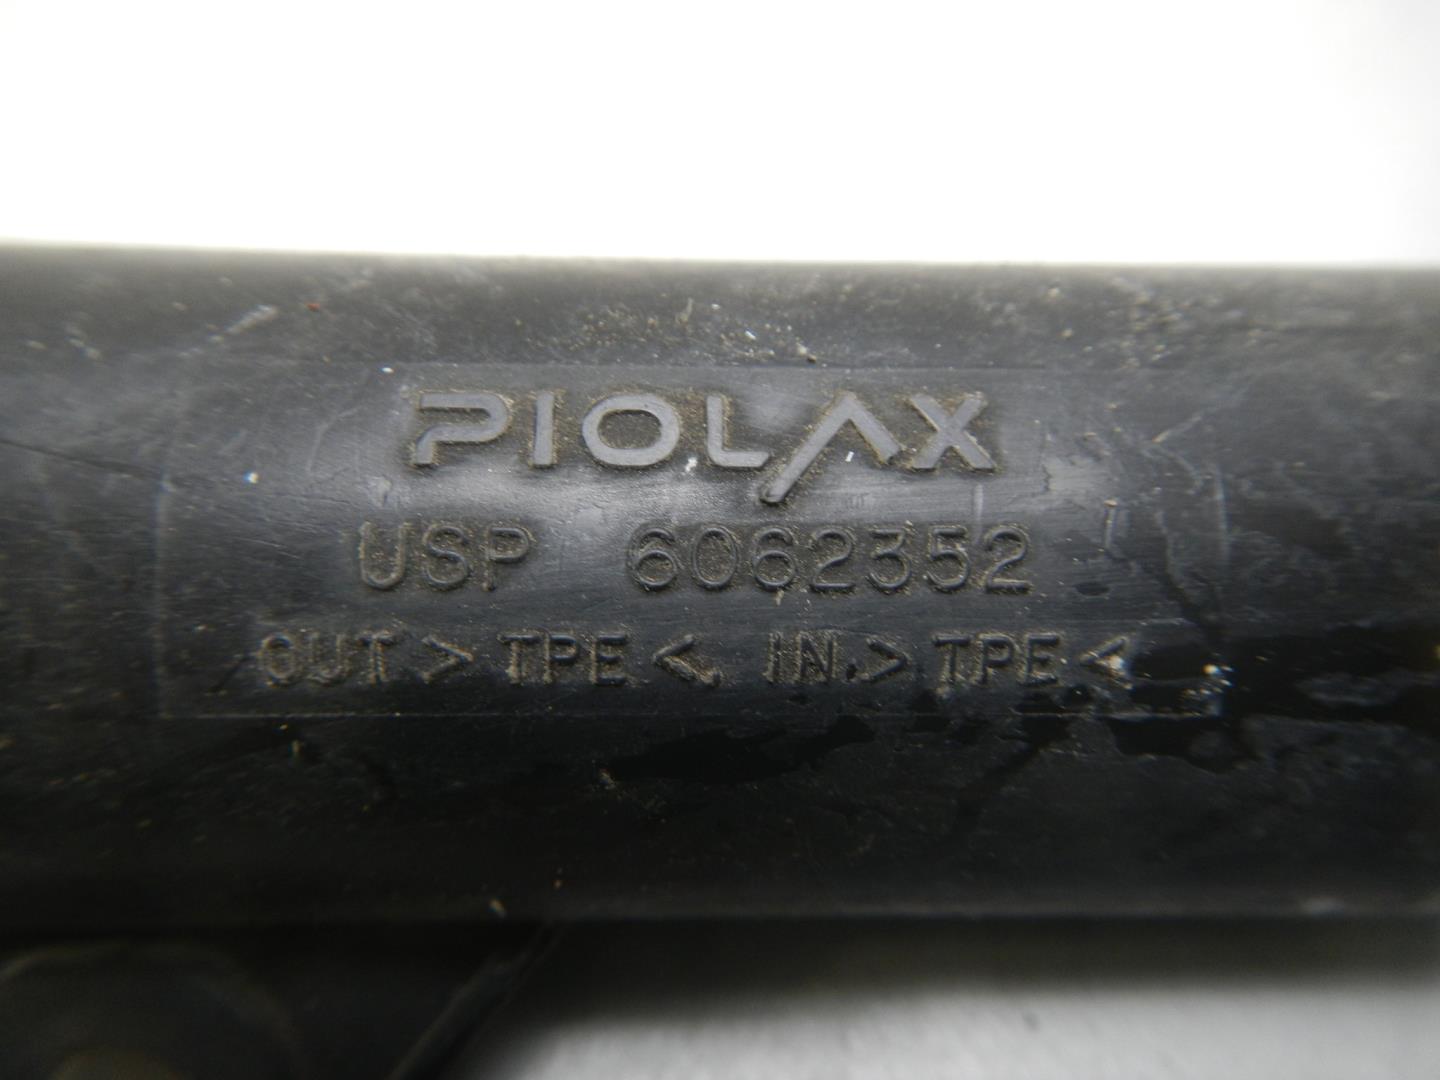 PIOLAX
USP 6062352
OUT > TPE < IN > TPE <